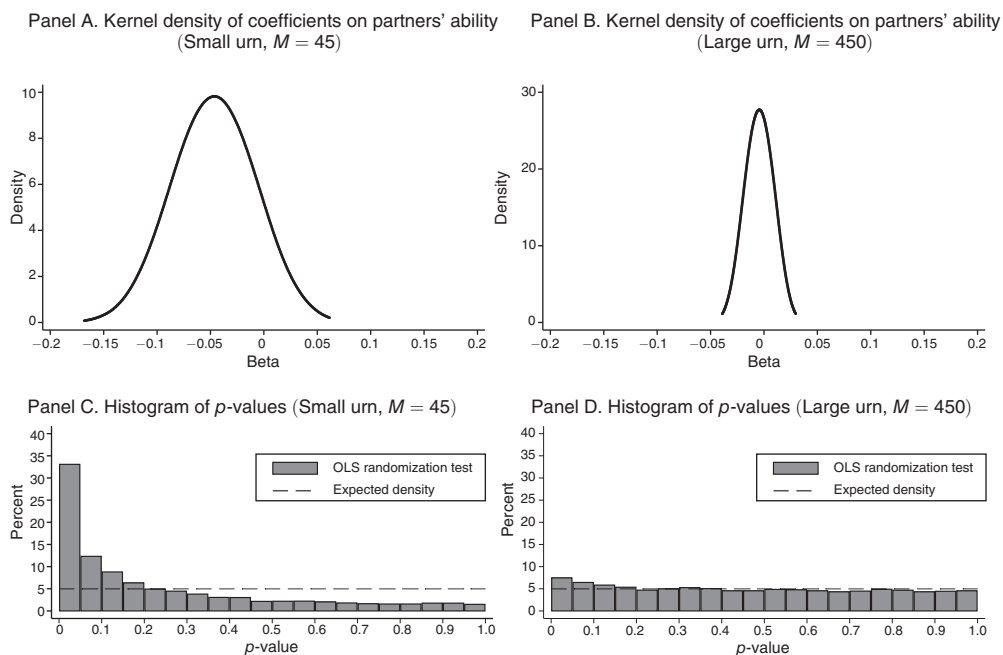 Panel A. Kernel density of coefficients on partners’ ability
(Small urn, M = 45)
10
8
6
4
2
0
Density
−0.2 −0.15 −0.1 −0.05 0 0.05 0.1 0.15 0.2
Beta
Panel B. Kernel density of coefficients on partners’ ability
(Large urn, M = 450)
30
20
10
0
Density
−0.2 −0.15 −0.1 −0.05 0 0.05 0.1 0.15 0.2
Beta
Panel C. Histogram of p-values (Small urn, M = 45)
40
35
30
25
20
15
10
5
0
Percent
OLS randomization test
Expected density
0 0.1 0.2 0.3 0.4 0.5 0.6 0.7 0.8 0.9 1.0
p-value
Panel D. Histogram of p-values (Large urn, M = 450)
40
35
30
25
20
15
10
5
0
Percent
OLS randomization test
Expected density
0 0.1 0.2 0.3 0.4 0.5 0.6 0.7 0.8 0.9 1.0
p-value